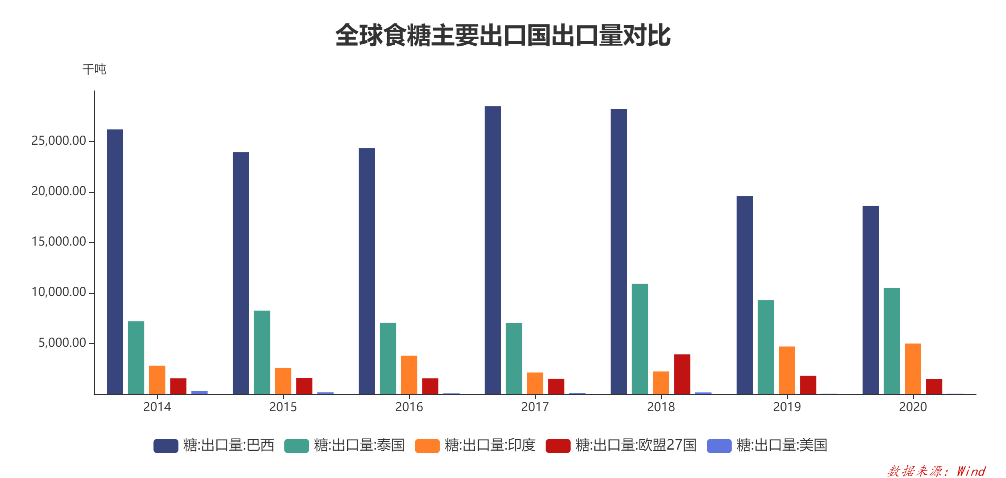 全球食糖主要出口国出口量对比
千吨
25,000.00
20,000.00
15,000.00
10,000.00
5,000.00
2014 2015 2016 2017 2018 2019 2020
糖:出口量:巴西 糖:出口量:泰国 糖:出口量:印度 糖:出口量:欧盟27国 糖:出口量:美国
数据来源: Wind